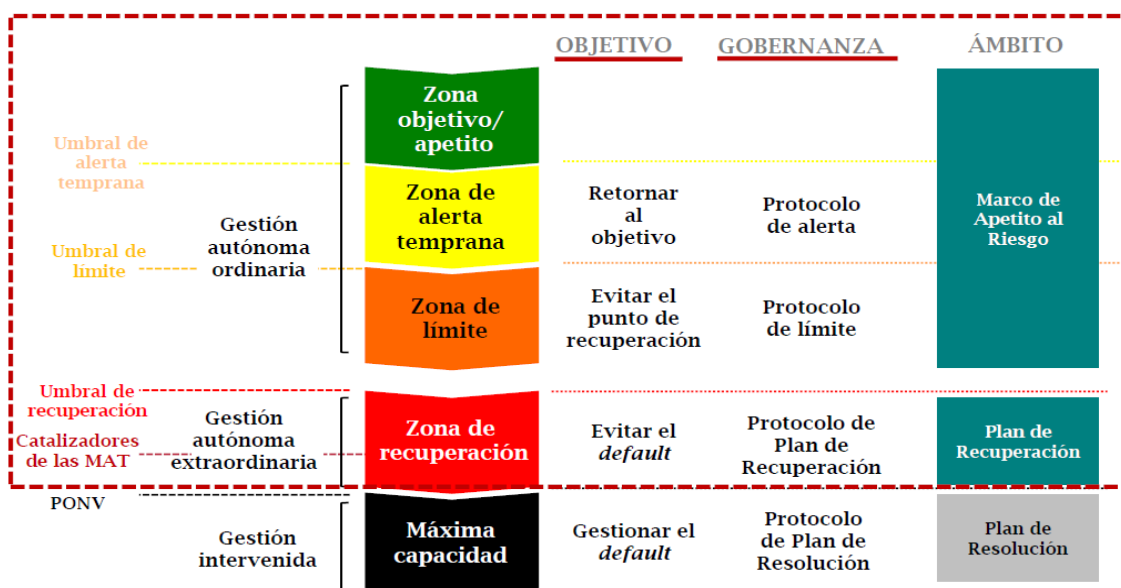 OBJETIVO
GOBERNANZA
ÁMBITO
Zona
objetivo/
apetito
Umbral de
alerta
temprana
Zona de
alerta
temprana
Retornar
al
objetivo
Protocolo
de alerta
Marco de
Apetito al
Riesgo
Gestión
autónoma
ordinaria
Umbral de
límite
Zona de
límite
Evitar el
punto de
recuperación
Protocolo
de límite
Umbral de
recuperación
Catalizadores
de las MAT
Gestión
autónoma
extraordinaria
Zona de
recuperación
Evitar el
default
Protocolo de
Plan de
Recuperación
Plan de
Recuperación
PONV
Gestión
intervenida
Máxima
capacidad
Gestionar el
default
Protocolo
de Plan de
Resolución
Plan de
Resolución